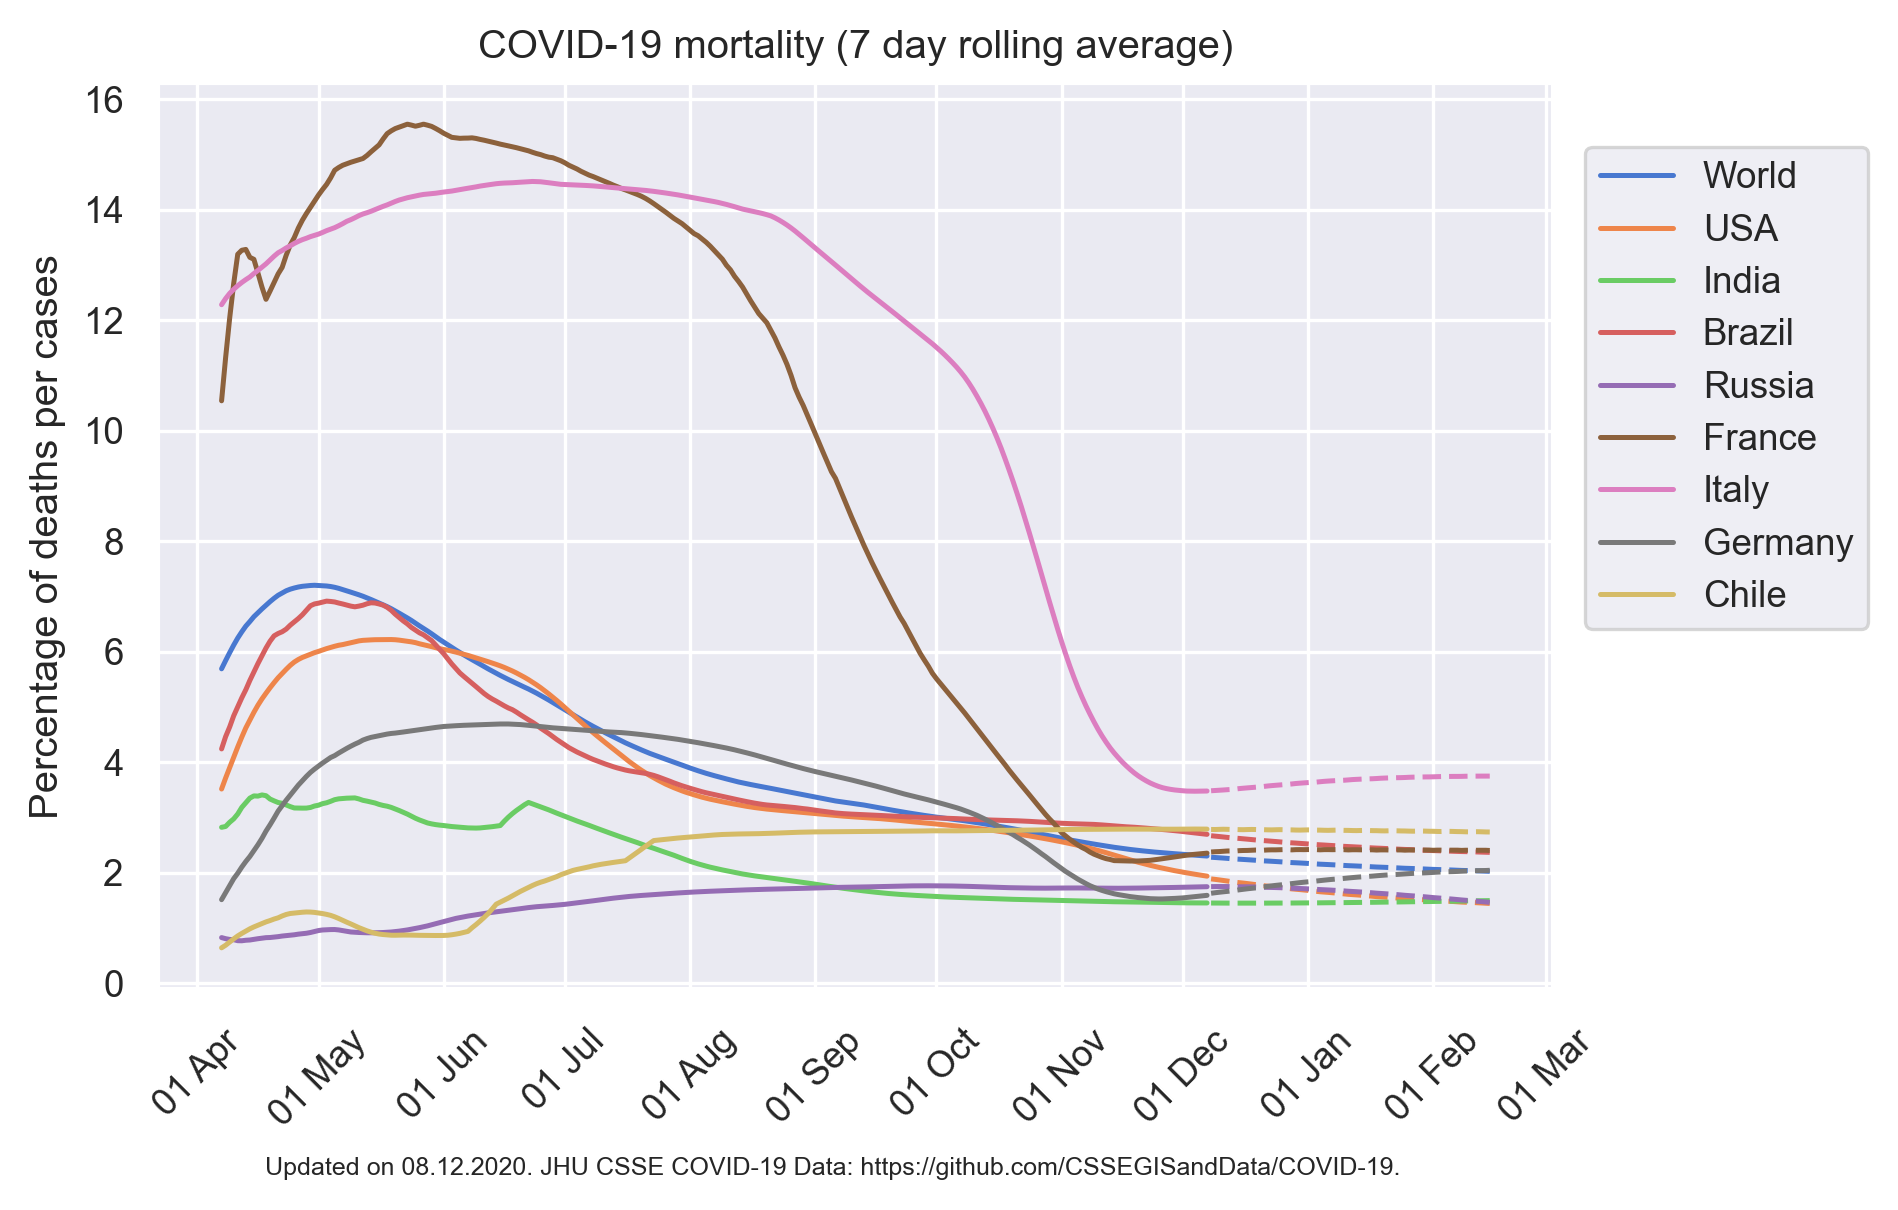 COVID-19 mortality (7 day rolling average)
Percentage of deaths per cases
16
14
12
10
8
6
4
2
0
01 Apr
01 May
01 Jun
01 Jul
01 Aug
01 Sep
01 Oct
01 Nov
01 Dec
01 Jan
01 Feb
01 Mar
World
USA
India
Brazil
Russia
France
Italy
Germany
Chile
Updated on 08.12.2020. JHU CSSE COVID-19 Data: https://github.com/CSSEGISandData/COVID-19.